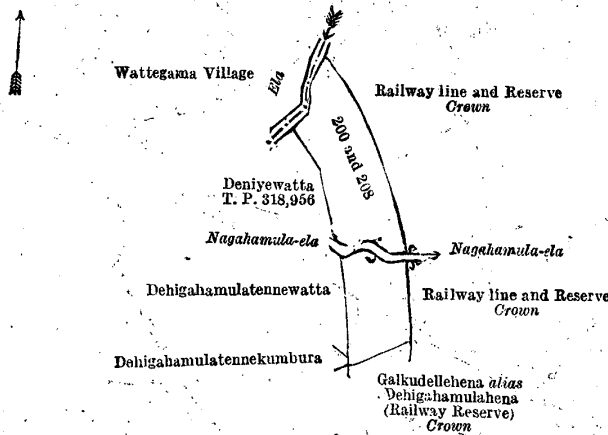 Wattegama Village
Ela
Railway line and Reserve
Crown
200 and 208
Deniyewatta
T. P. 318,956
Nagahamula-ela
Nagahamula-ela
Dehigahamulatennewatta
Railway line and Reserve
Crown
Dehigahamulatennekumbura
Galkudellehena alias
Dehigahamulahena
(Railway Reserve)
Crown